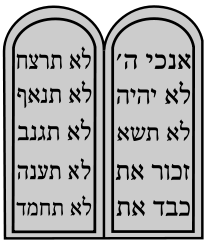 אנכי ה׳
לא יהיה
לא תשא
זכור את
כבד את
לא תרצח
לא תנאף
לא תגנב
לא תענה
לא תחמד